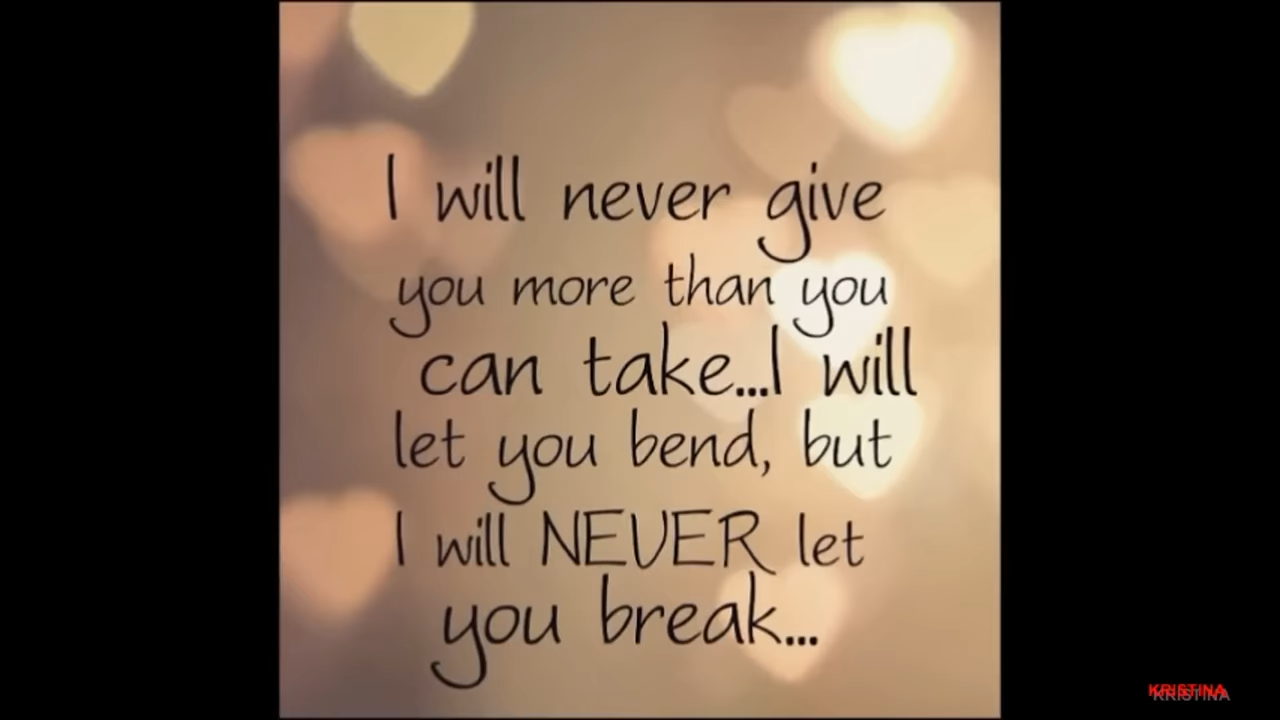 I will never give
you more than you
can take...I will
let you bend, but
I will NEVER let
you break...
KRISTINA
KRISTINA